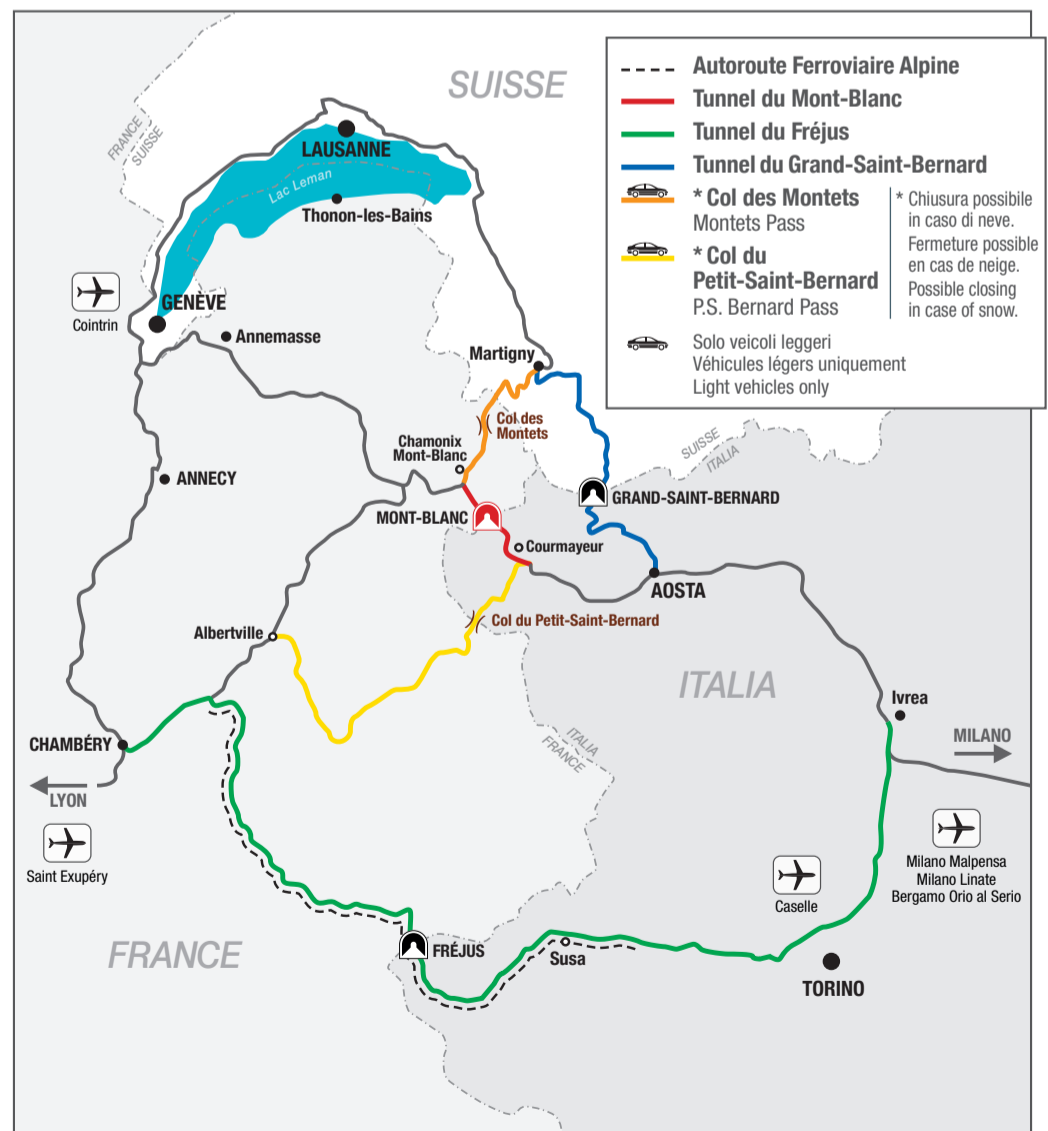 SUISSE
Autoroute Ferroviaire Alpine
Tunnel du Mont-Blanc
Tunnel du Fréjus
Tunnel du Grand-Saint-Bernard
* Col des Montets
Montets Pass
* Col du
Petit-Saint-Bernard
P.S. Bernard Pass
* Chiusura possibile
in caso di neve.
Fermeture possible
en cas de neige.
Possible closing
in case of snow.
Solo veicoli leggeri
Véhicules légers uniquement
Light vehicles only
FRANCE
SUISSE
LAUSANNE
Lac Leman
Thonon-les-Bains
GENÈVE
Cointrin
Annemasse
Martigny
Col des
Montets
Chamonix
Mont-Blanc
SUISSE
ITALIA
ANNECY
GRAND-SAINT-BERNARD
MONT-BLANC
Courmayeur
AOSTA
Albertville
Col du Petit-Saint-Bernard
ITALIA
Ivrea
ITALIA
FRANCE
MILANO
CHAMBÉRY
LYON
Saint Exupéry
Milano Malpensa
Milano Linate
Bergamo Orio al Serio
Caselle
FRANCE
FRÉJUS
Susa
TORINO